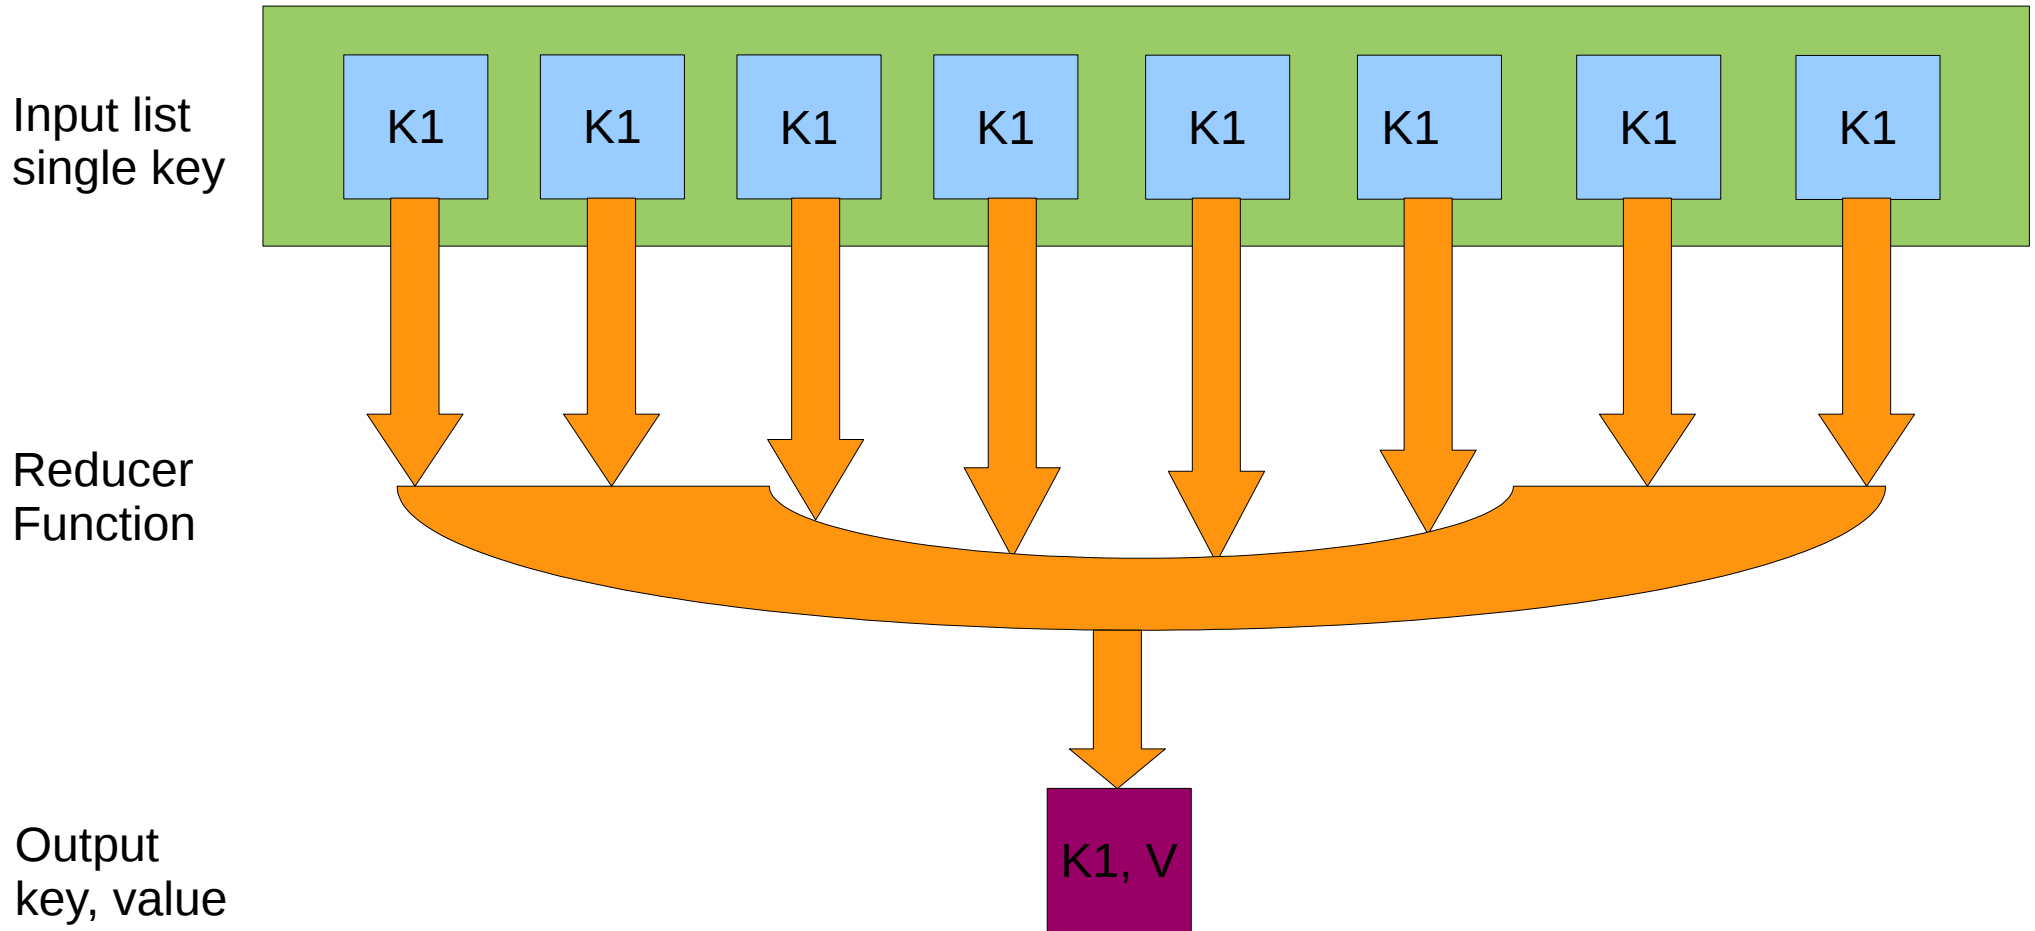 Input list
single key
K1 K1 K1 K1 K1 K1 K1 K1
Reducer
Function
Output
key, value
K1, V